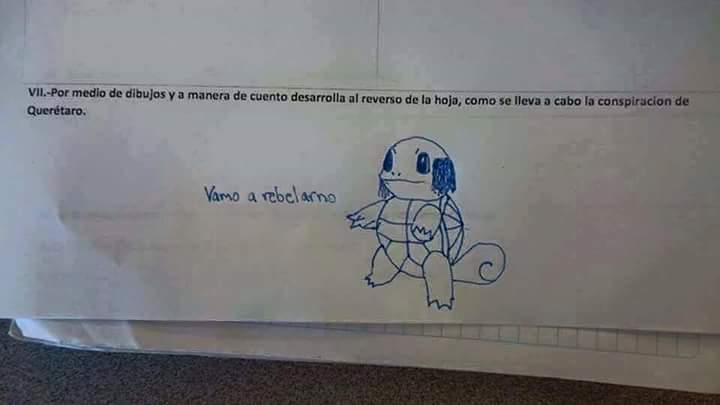 VII.-Por medio de dibujos y a manera de cuento desarrolla al reverso de la hoja, como se lleva a cabo la conspiracion de
Querétaro.
Vamo a rebelarno